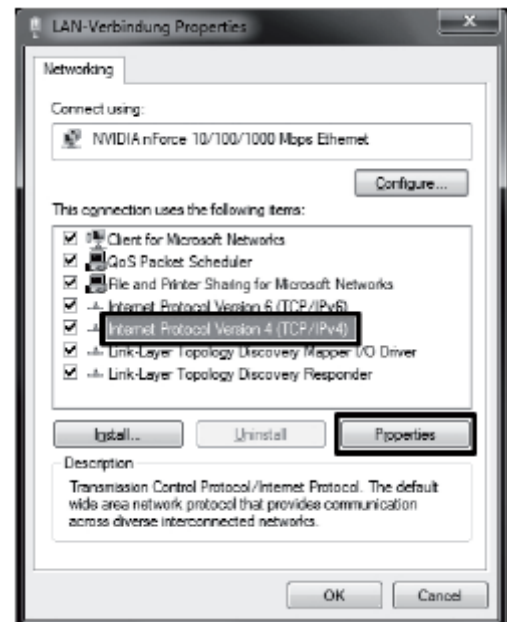 LAN-Verbindung Properties
Networking
Connect using:
NVIDIA nForce 10/100/1000 Mbps Ethernet
Configure...
This connection uses the following items:
Client for Microsoft Networks
QoS Packet Scheduler
File and Printer Sharing for Microsoft Networks
Internet Protocol Version 6 (TCP/IPv6)
Internet Protocol Version 4 (TCP/IPv4)
Link-Layer Topology Discovery Mapper I/O Driver
Link-Layer Topology Discovery Responder
Install...
Uninstall
Properties
Description
Transmission Control Protocol/Internet Protocol. The default
wide area network protocol that provides communication
across diverse interconnected networks.
OK
Cancel